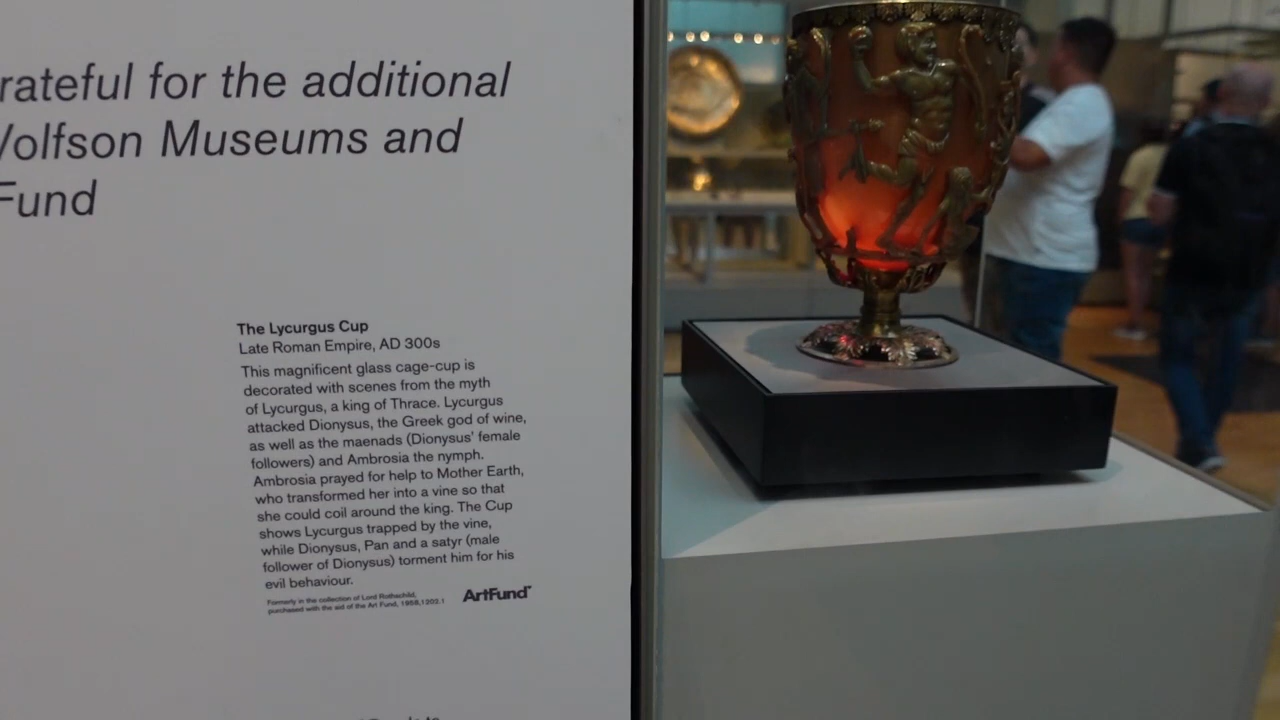 rateful for the additional
Wolfson Museums and
Fund
The Lycurgus Cup
Late Roman Empire, AD 300s
This magnificent glass cage-cup is
decorated with scenes from the myth
of Lycurgus, a king of Thrace. Lycurgus
attacked Dionysus, the Greek god of wine,
as well as the maenads (Dionysus' female
followers) and Ambrosia the nymph.
Ambrosia prayed for help to Mother Earth,
who transformed her into a vine so that
she could coil around the king. The Cup
shows Lycurgus trapped by the vine,
while Dionysus, Pan and a satyr (male
follower of Dionysus) torment him for his
evil behaviour.
Formerly in the collection of Lord Rothschild,
purchased with the aid of the Art Fund, 1958,1202.1
ArtFund